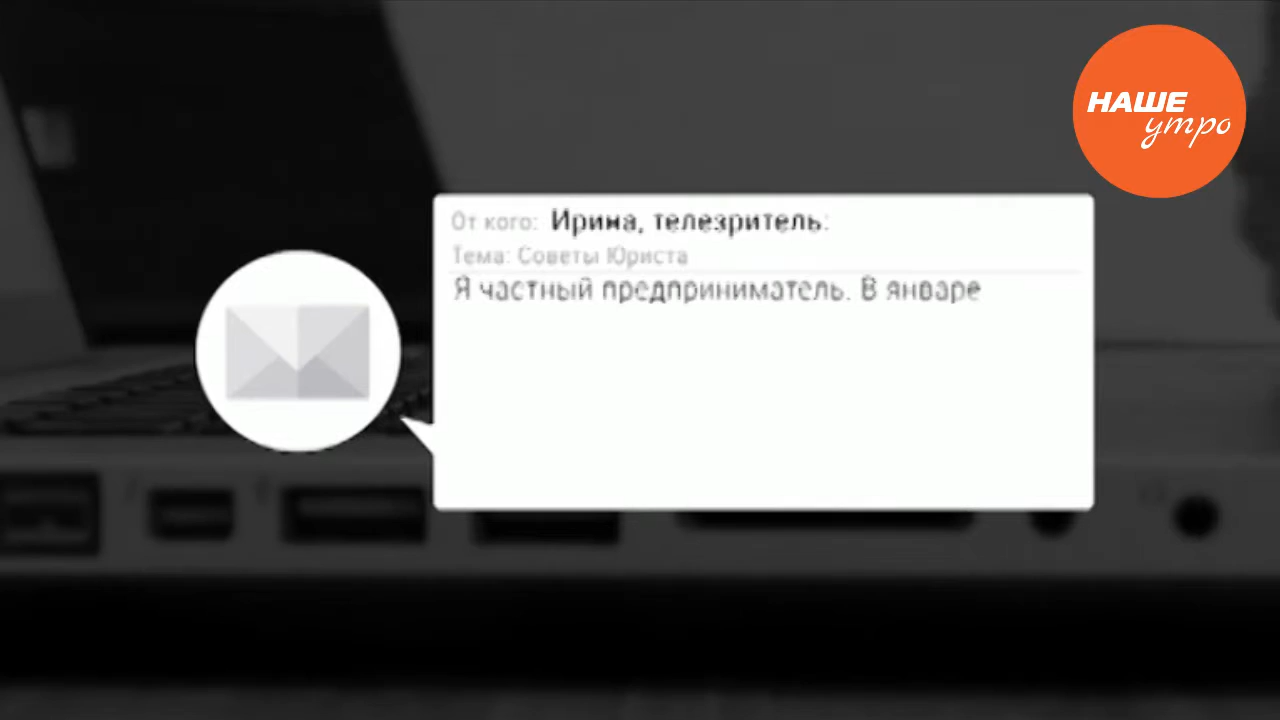 НАШЕ
утро
От кого: Ирина, телезритель:
Тема: Советы Юриста
Я частный предприниматель. В январе